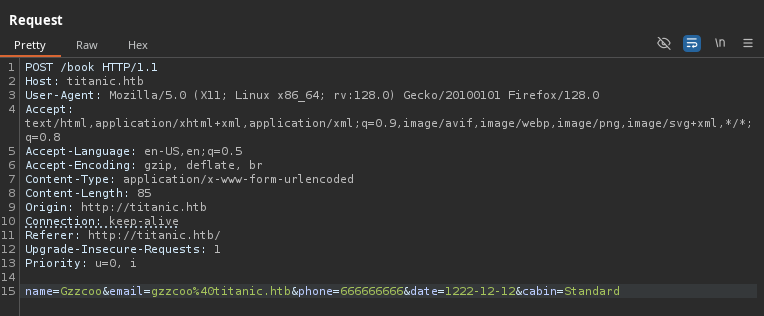 Request
Pretty Raw Hex
\n
1 POST /book HTTP/1.1
2 Host: titanic.htb
3 User-Agent: Mozilla/5.0 (X11; Linux x86_64; rv:128.0) Gecko/20100101 Firefox/128.0
4 Accept:
text/html,application/xhtml+xml,application/xml;q=0.9,image/avif,image/webp,image/png,image/svg+xml,*/*;
q=0.8
5 Accept-Language: en-US,en;q=0.5
6 Accept-Encoding: gzip, deflate, br
7 Content-Type: application/x-www-form-urlencoded
8 Content-Length: 85
9 Origin: http://titanic.htb
10 Connection: keep-alive
11 Referer: http://titanic.htb/
12 Upgrade-Insecure-Requests: 1
13 Priority: u=0, i
14
15 name=Gzzcoo&email=gzzcoo%40titanic.htb&phone=666666666&date=1222-12-12&cabin=Standard